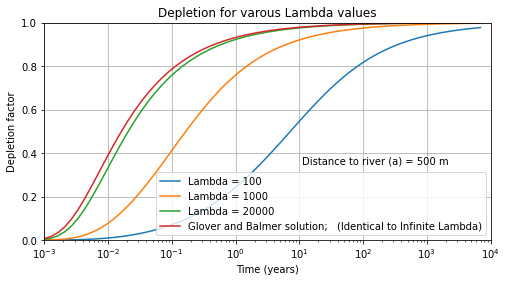 Depletion for varous Lambda values
Depletion factor
1.0
0.8
0.6
0.4
0.2
0.0
Distance to river (a) = 500 m
Lambda = 100
Lambda = 1000
Lambda = 20000
Glover and Balmer solution;   (Identical to Infinite Lambda)
10⁻³ 10⁻² 10⁻¹ 10⁰ 10¹ 10² 10³ 10⁴
Time (years)